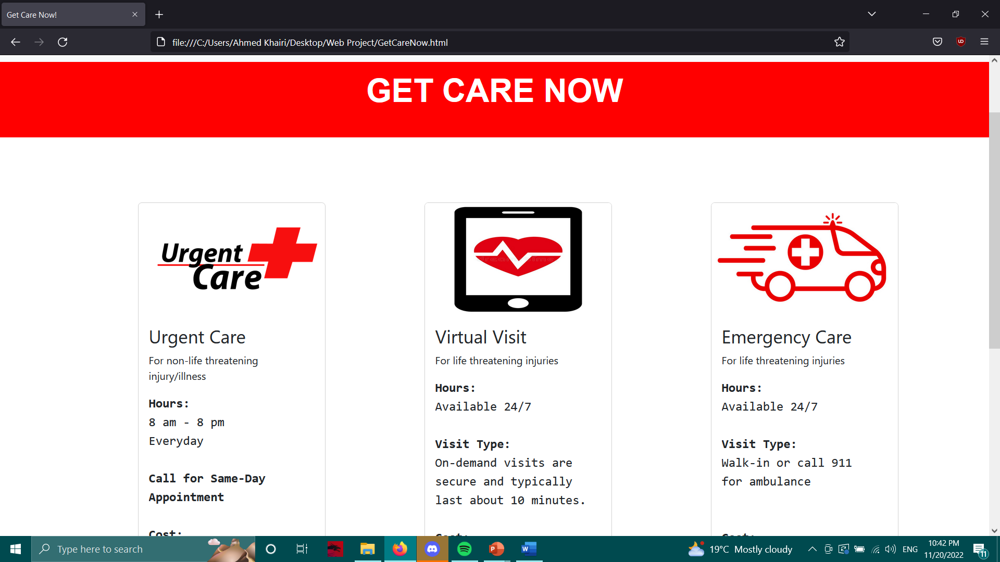 Get Care Now!
file:///C:/Users/Ahmed Khairi/Desktop/Web Project/GetCareNow.html
GET CARE NOW
Urgent
Care
Urgent Care
For non-life threatening
injury/illness
Hours:
8 am - 8 pm
Everyday
Call for Same-Day
Appointment
Cost:
Virtual Visit
For life threatening injuries
Hours:
Available 24/7
Visit Type:
On-demand visits are
secure and typically
last about 10 minutes.
Cost:
Emergency Care
For life threatening injuries
Hours:
Available 24/7
Visit Type:
Walk-in or call 911
for ambulance
Cost:
Type here to search
P
W
19°C Mostly cloudy
ENG
10:42 PM
11/20/2022
11